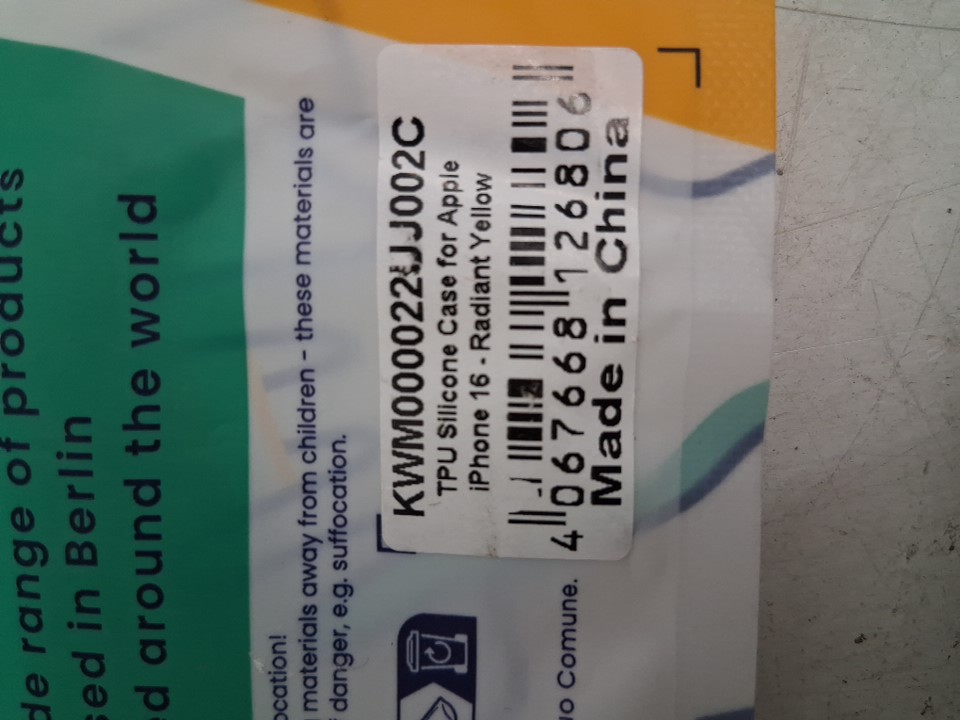 de range of products
sed in Berlin
d around the world
ocation!
materials away from children - these materials are
danger, e.g. suffocation.
TPU Silicone Case for Apple
iPhone 16 - Radiant Yellow
4 067668 126806
Made in China
uo Comune.